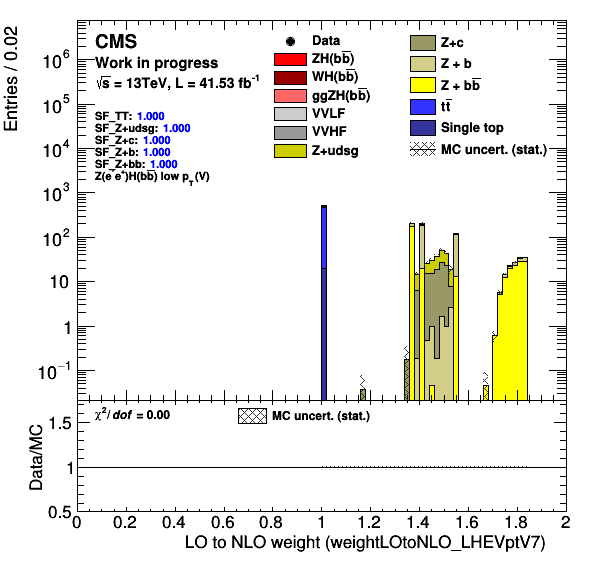 Entries / 0.02
CMS
Work in progress
√s = 13TeV, L = 41.53 fb⁻¹
SF_TT: 1.000
SF_Z+udsg: 1.000
SF_Z+c: 1.000
SF_Z+b: 1.000
SF_Z+bb: 1.000
Z(e⁻e⁺)H(bb̅) low p_T(V)
Data
ZH(bb̅)
WH(bb̅)
ggZH(bb̅)
VVLF
VVHF
Z+udsg
Z+c
Z + b
Z + bb̅
tt̅
Single top
MC uncert. (stat.)
10⁶
10⁵
10⁴
10³
10²
10
1
10⁻¹
χ²/dof = 0.00
MC uncert. (stat.)
Data/MC
1.5
1
0.5
0 0.2 0.4 0.6 0.8 1 1.2 1.4 1.6 1.8 2
LO to NLO weight (weightLOtoNLO_LHEVptV7)